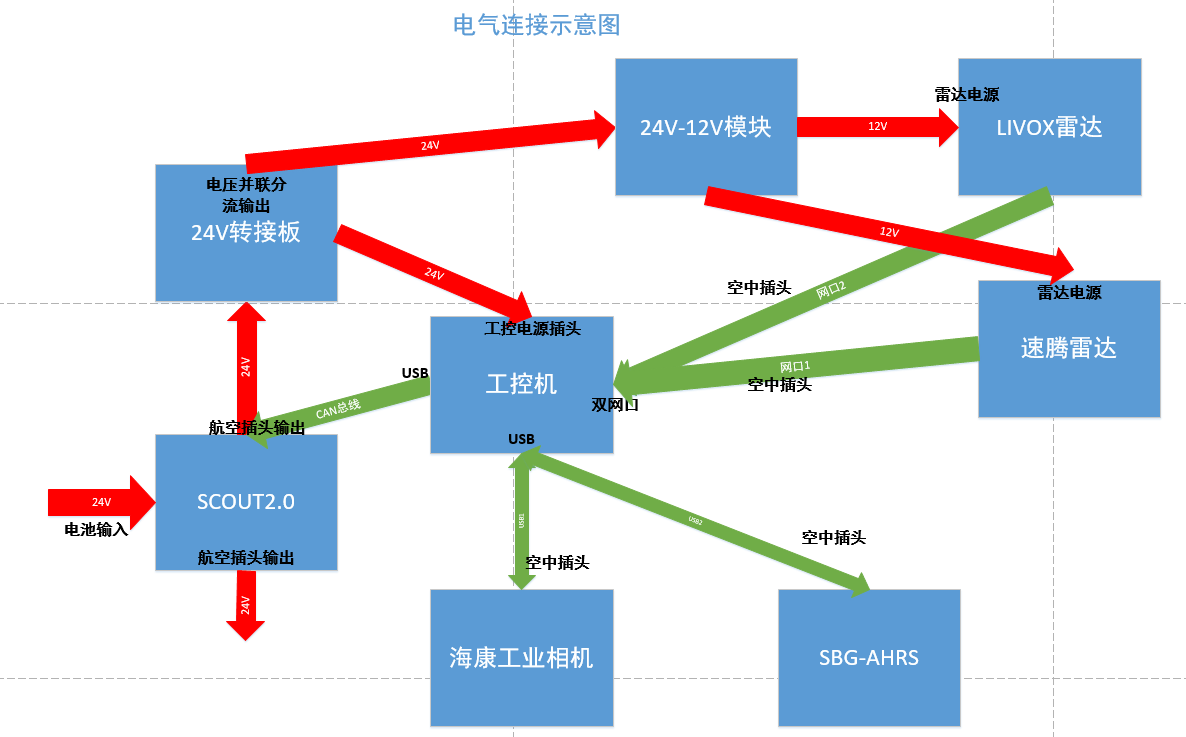 电气连接示意图
24V-12V模块
雷达电源
LIVOX雷达
12V
24V
电压并联分
流输出
24V转接板
24V
12V
空中插头
网口2
雷达电源
速腾雷达
工控电源插头
工控机
网口1
空中插头
双网口
USB
CAN总线
24V
航空插头输出
USB
SCOUT2.0
24V
电池输入
航空插头输出
24V
USB1
USB2
空中插头
空中插头
海康工业相机
SBG-AHRS